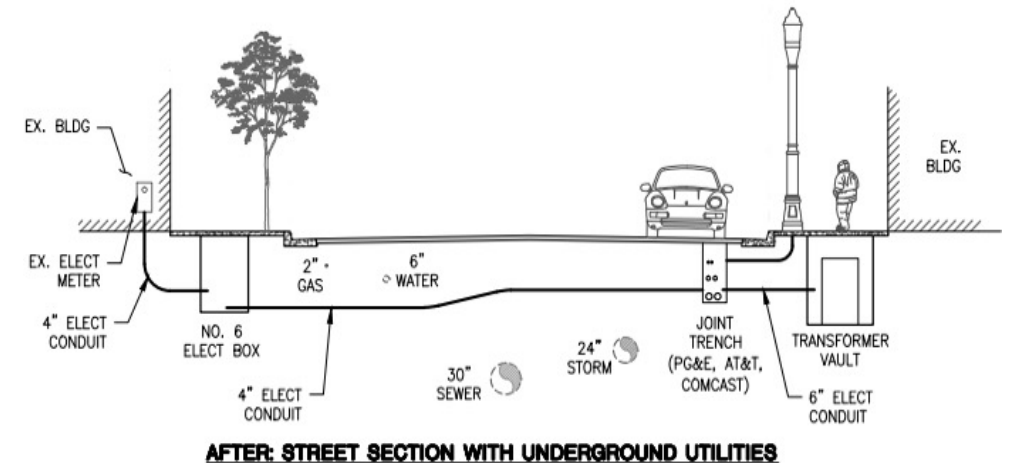 EX. BLDG
EX.
BLDG
EX. ELECT
METER
2"
GAS
6"
WATER
4" ELECT
CONDUIT
NO. 6
ELECT BOX
JOINT
TRENCH
(PG&E, AT&T,
COMCAST)
TRANSFORMER
VAULT
24"
STORM
30"
SEWER
4" ELECT
CONDUIT
6" ELECT
CONDUIT
AFTER: STREET SECTION WITH UNDERGROUND UTILITIES